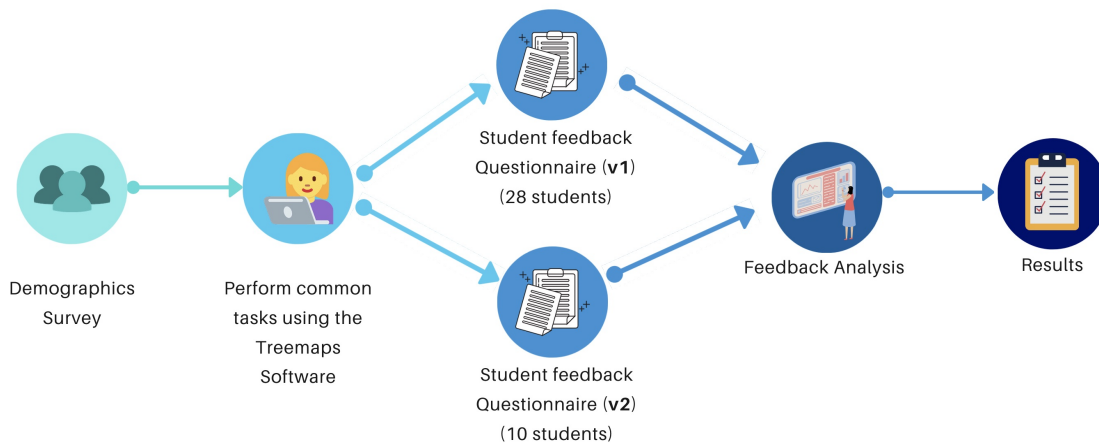 Demographics
Survey
Perform common
tasks using the
Treemaps
Software
Student feedback
Questionnaire (v1)
(28 students)
Student feedback
Questionnaire (v2)
(10 students)
Feedback Analysis
Results